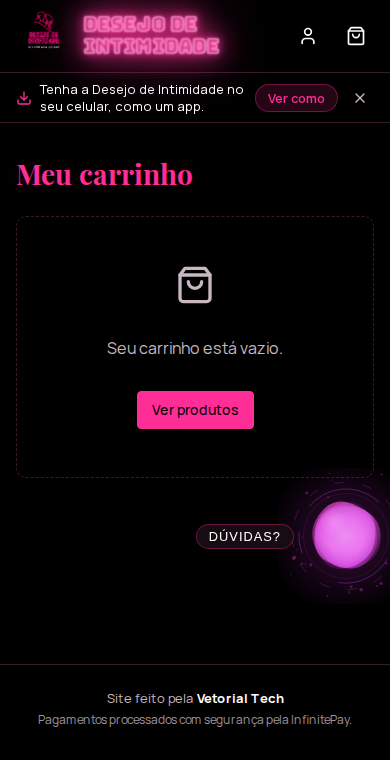 DESEJO DE
INTIMIDADE
Tenha a Desejo de Intimidade no
seu celular, como um app.
Ver como
Meu carrinho
Seu carrinho está vazio.
Ver produtos
DÚVIDAS?
Site feito pela Vetorial Tech
Pagamentos processados com segurança pela InfinitePay.